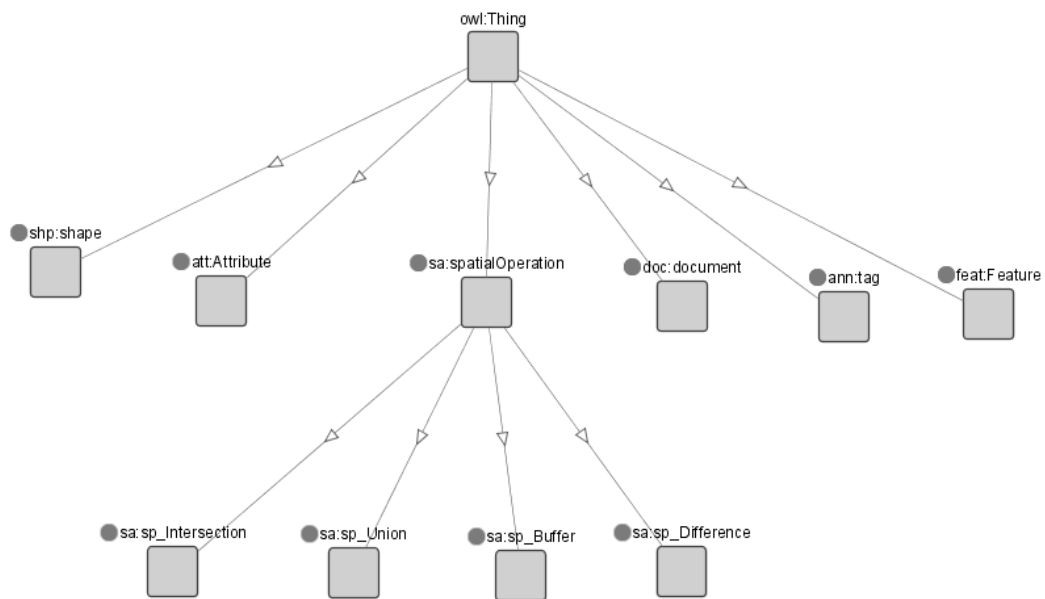 owl:Thing
shp:shape
att:Attribute
sa:spatialOperation
doc:document
ann:tag
feat:Feature
sa:sp_Intersection
sa:sp_Union
sa:sp_Buffer
sa:sp_Difference